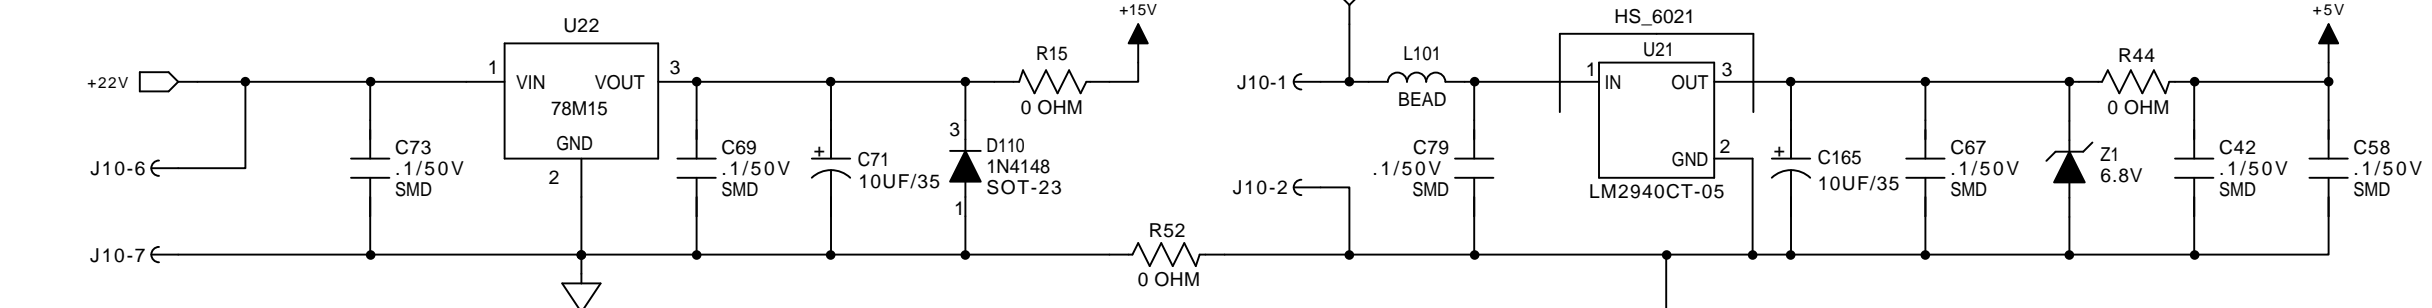 U22
+15V
HS_6021
+5V
+22V
1
VIN
VOUT
3
78M15
GND
2
R15
0 OHM
J10-6
J10-7
C73
.1/50V
SMD
C69
.1/50V
SMD
+
C71
10UF/35
3
D110
1N4148
SOT-23
1
R52
0 OHM
J10-1
J10-2
L101
BEAD
C79
.1/50V
SMD
U21
1
IN
OUT
3
GND
2
LM2940CT-05
+
C165
10UF/35
C67
.1/50V
SMD
Z1
6.8V
R44
0 OHM
C42
.1/50V
SMD
C58
.1/50V
SMD